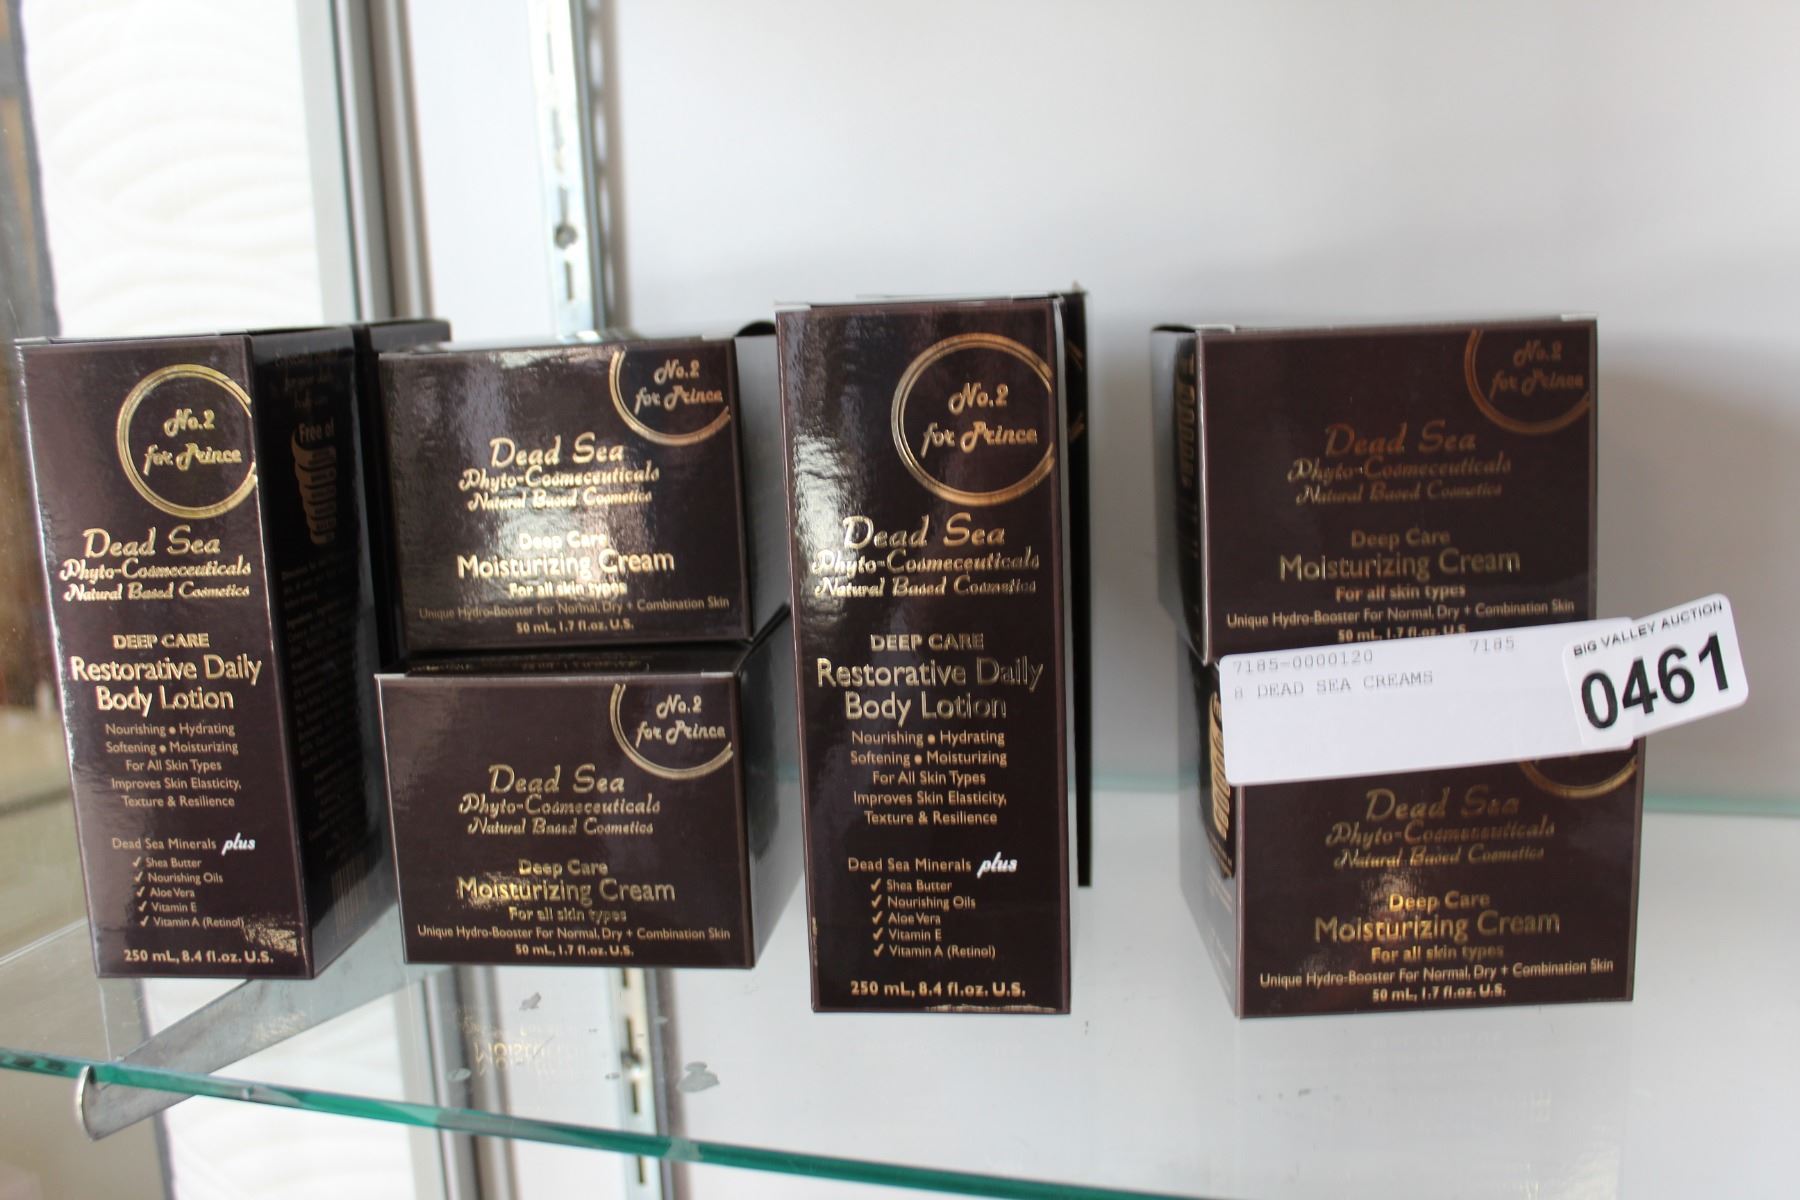 No.2
for Prince
Dead Sea
Phyto-Cosmeceuticals
Natural Based Cosmetics
DEEP CARE
Restorative Daily
Body Lotion
Nourishing • Hydrating
Softening • Moisturizing
For All Skin Types
Improves Skin Elasticity,
Texture & Resilience
Dead Sea Minerals plus
✓ Shea Butter
✓ Nourishing Oils
✓ Aloe Vera
✓ Vitamin E
✓ Vitamin A (Retinol)
250 mL, 8.4 fl.oz. U.S.
Free of
No.2
for Prince
Dead Sea
Phyto-Cosmeceuticals
Natural Based Cosmetics
Deep Care
Moisturizing Cream
For all skin types
Unique Hydro-Booster For Normal, Dry + Combination Skin
50 mL, 1.7 fl.oz. U.S.
No.2
for Prince
Dead Sea
Phyto-Cosmeceuticals
Natural Based Cosmetics
Deep Care
Moisturizing Cream
For all skin types
Unique Hydro-Booster For Normal, Dry + Combination Skin
50 mL, 1.7 fl.oz. U.S.
No.2
for Prince
Dead Sea
Phyto-Cosmeceuticals
Natural Based Cosmetics
DEEP CARE
Restorative Daily
Body Lotion
Nourishing • Hydrating
Softening • Moisturizing
For All Skin Types
Improves Skin Elasticity,
Texture & Resilience
Dead Sea Minerals plus
✓ Shea Butter
✓ Nourishing Oils
✓ Aloe Vera
✓ Vitamin E
✓ Vitamin A (Retinol)
250 mL, 8.4 fl.oz. U.S.
No.2
for Prince
Dead Sea
Phyto-Cosmeceuticals
Natural Based Cosmetics
Deep Care
Moisturizing Cream
For all skin types
Unique Hydro-Booster For Normal, Dry + Combination Skin
50 mL, 1.7 fl.oz. U.S.
7185-0000120 7185
8 DEAD SEA CREAMS
BIG VALLEY AUCTION
0461
Dead Sea
Phyto-Cosmeceuticals
Natural Based Cosmetics
Deep Care
Moisturizing Cream
For all skin types
Unique Hydro-Booster For Normal, Dry + Combination Skin
50 mL, 1.7 fl.oz. U.S.